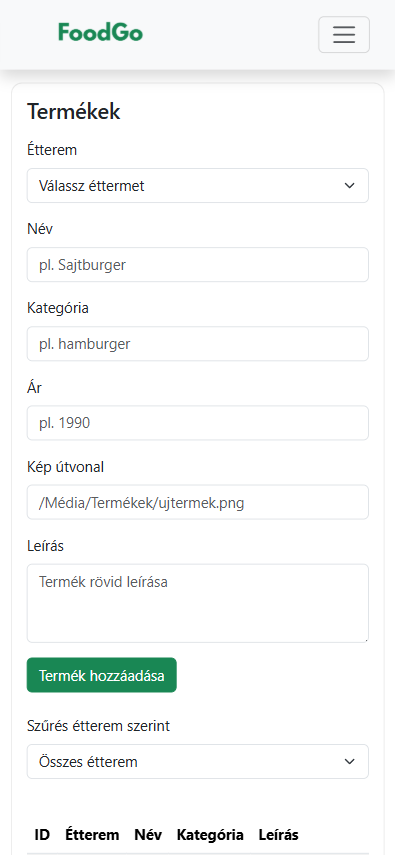 FoodGo
Termékek
Étterem
Válassz éttermet
Név
pl. Sajtburger
Kategória
pl. hamburger
Ár
pl. 1990
Kép útvonal
/Média/Termékek/ujtermek.png
Leírás
Termék rövid leírása
Termék hozzáadása
Szűrés étterem szerint
Összes étterem
ID Étterem Név Kategória Leírás